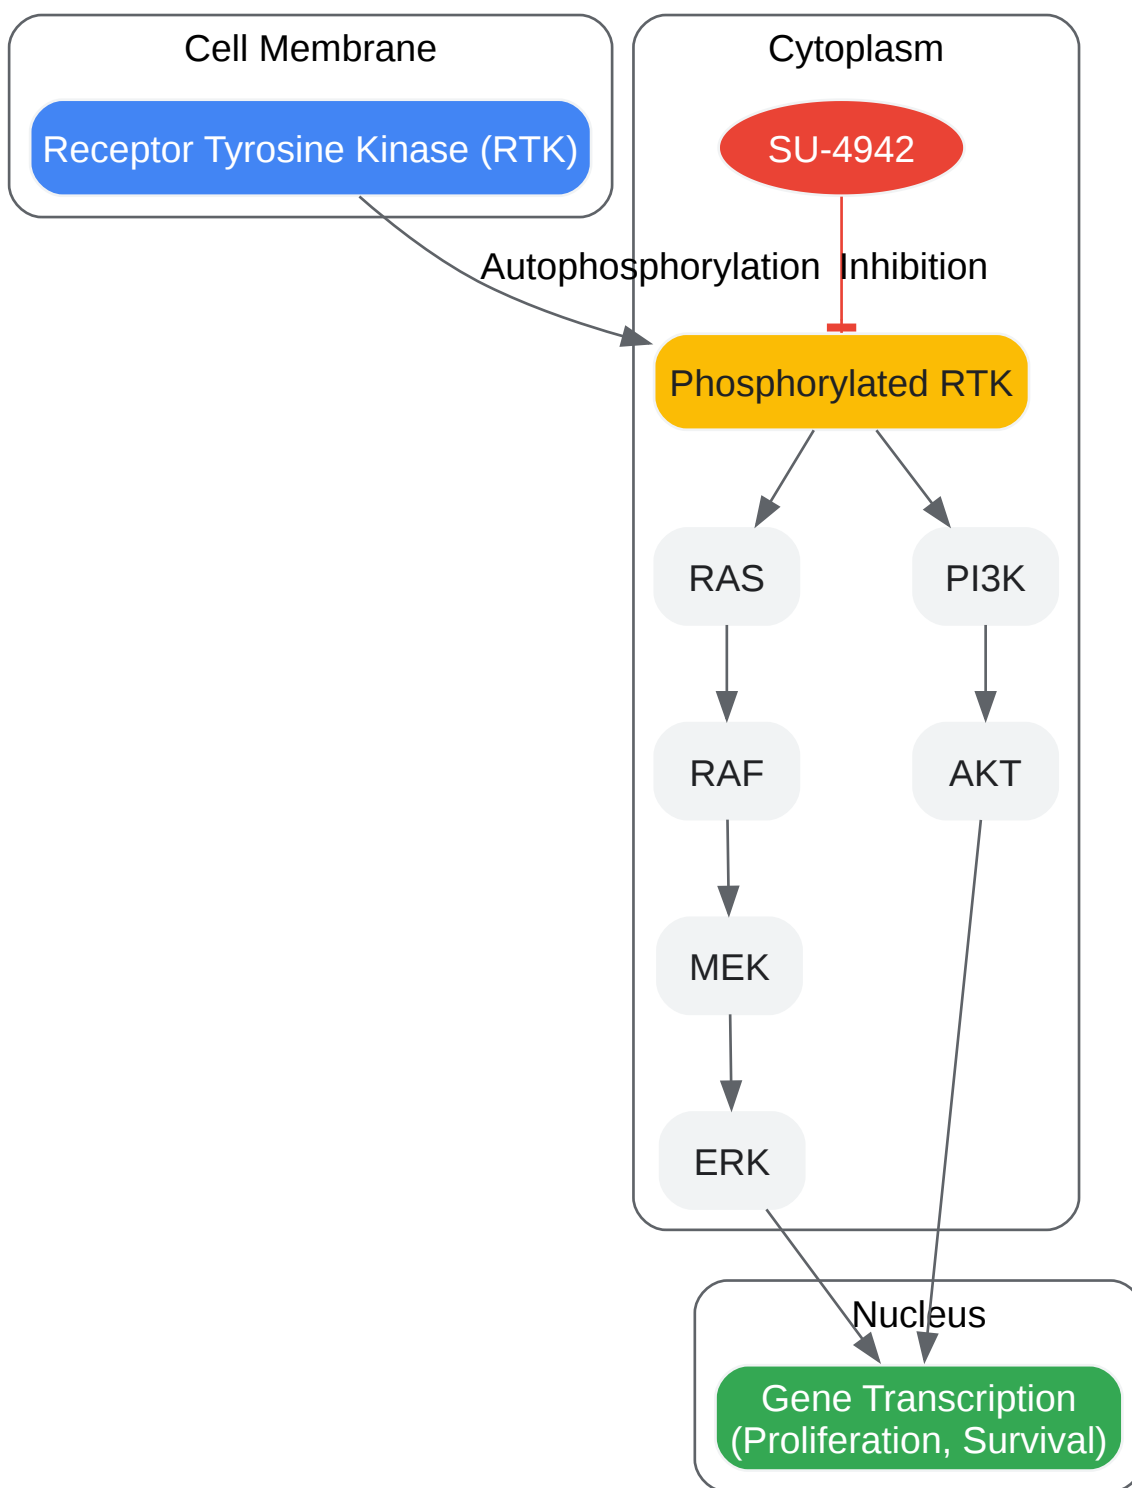 Cell Membrane
Cytoplasm
Receptor Tyrosine Kinase (RTK)
SU-4942
Autophosphorylation
Inhibition
Phosphorylated RTK
RAS
PI3K
RAF
AKT
MEK
ERK
Nucleus
Gene Transcription
(Proliferation, Survival)